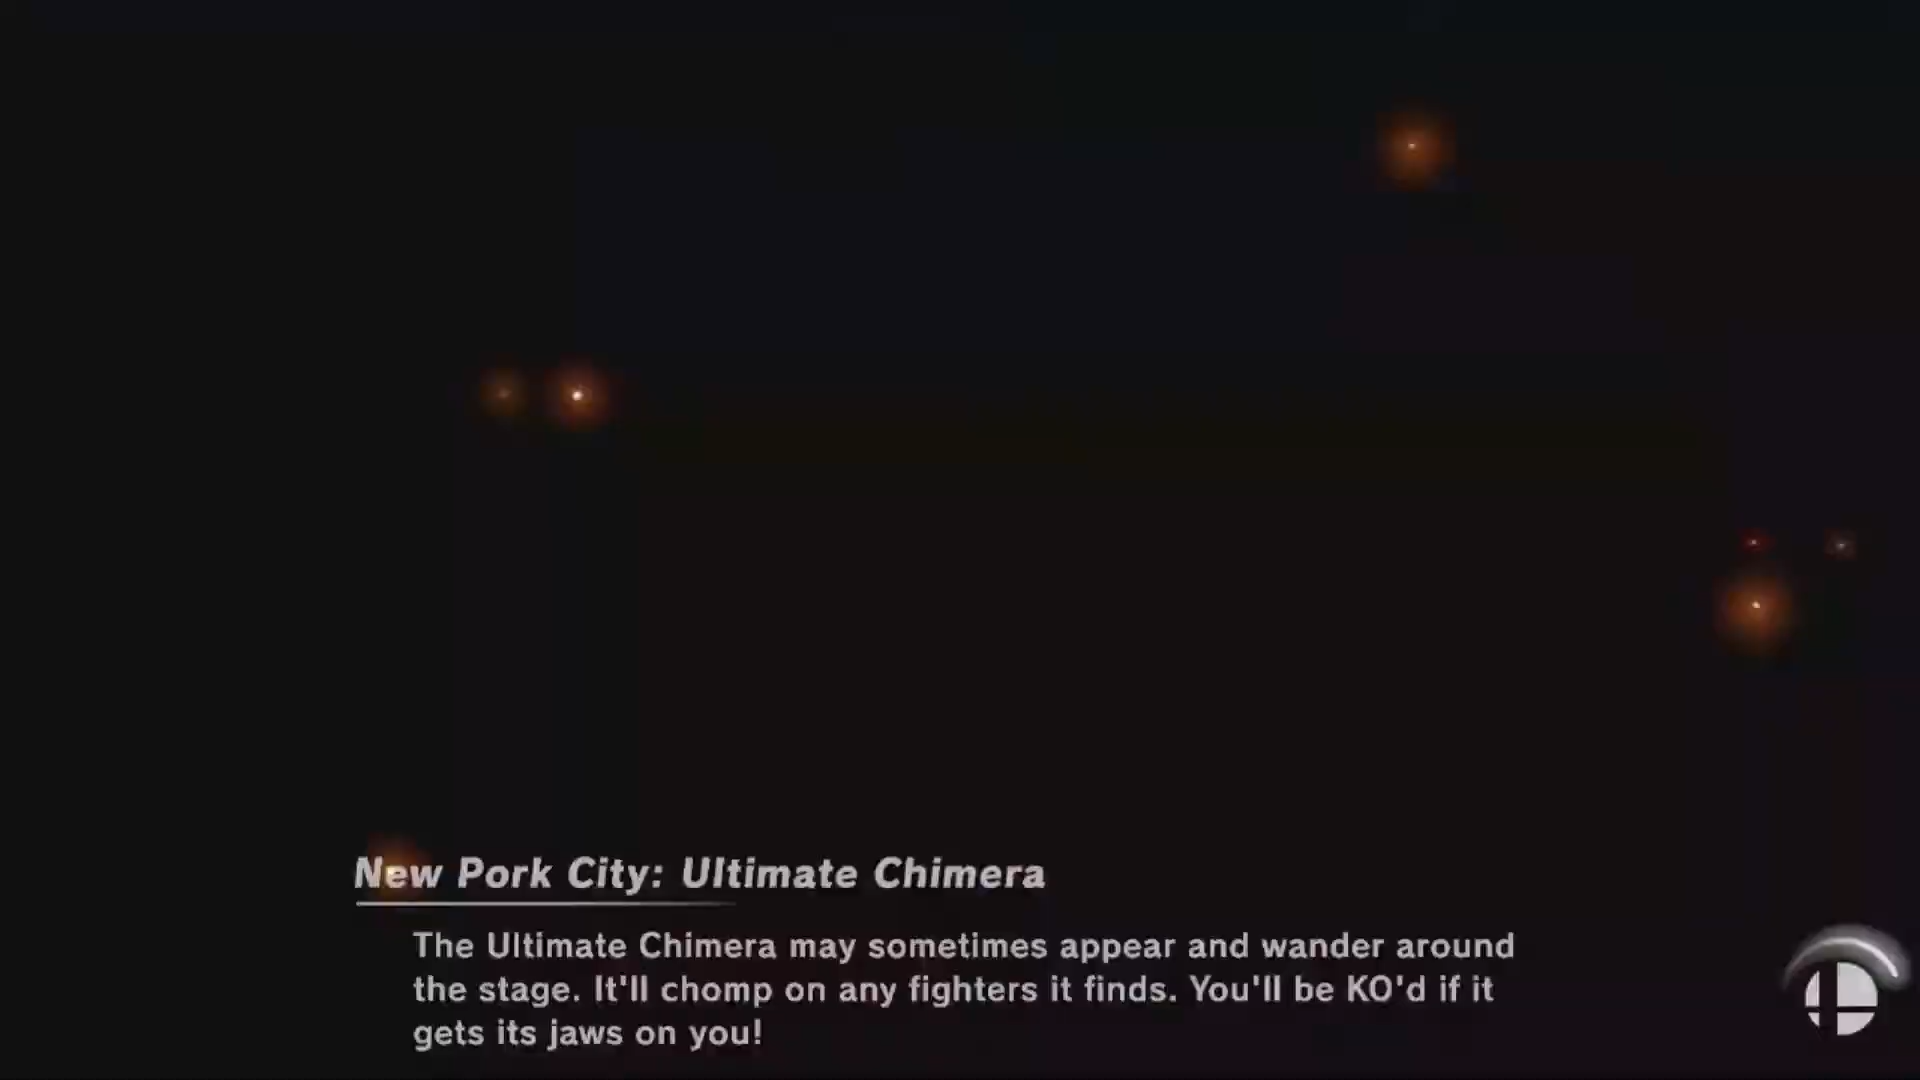 New Pork City: Ultimate Chimera
The Ultimate Chimera may sometimes appear and wander around
the stage. It'll chomp on any fighters it finds. You'll be KO'd if it
gets its jaws on you!